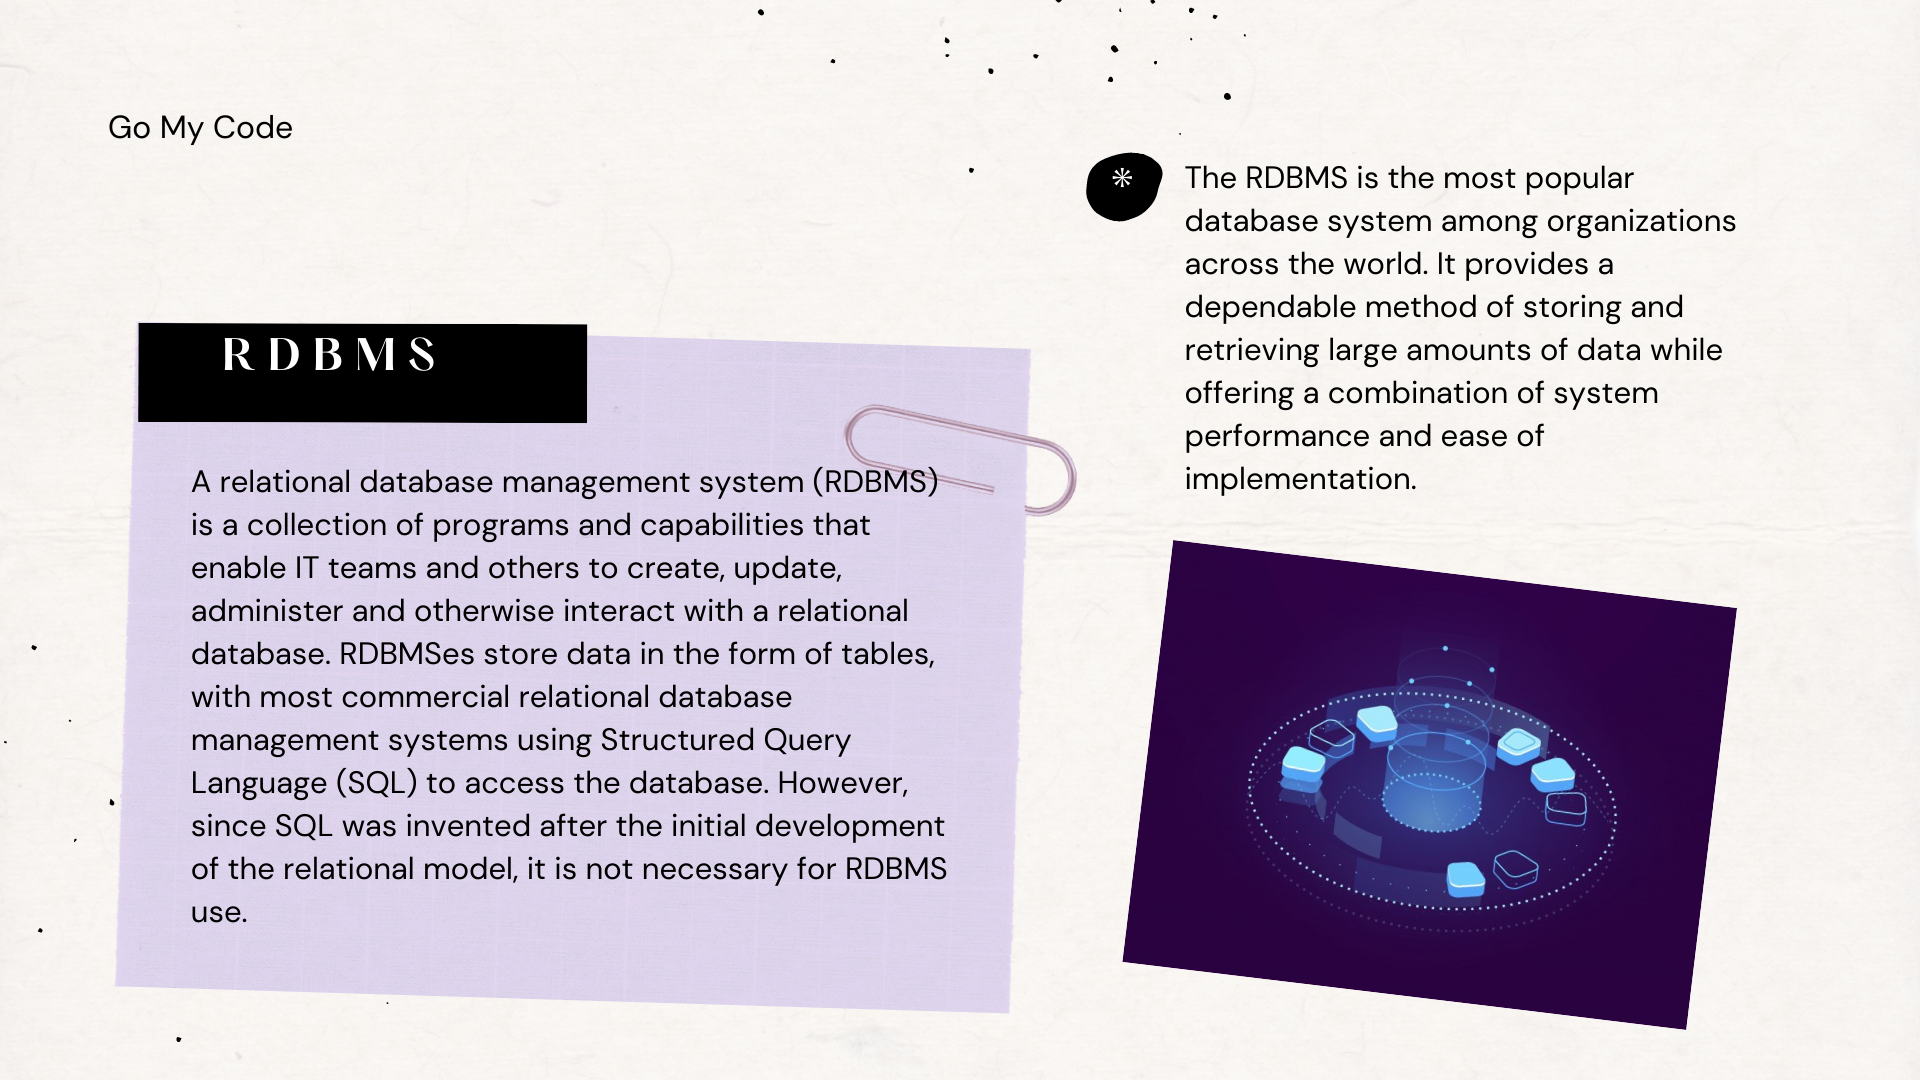 Go My Code
RDBMS
A relational database management system (RDBMS)
is a collection of programs and capabilities that
enable IT teams and others to create, update,
administer and otherwise interact with a relational
database. RDBMSes store data in the form of tables,
with most commercial relational database
management systems using Structured Query
Language (SQL) to access the database. However,
since SQL was invented after the initial development
of the relational model, it is not necessary for RDBMS
use.
*
The RDBMS is the most popular
database system among organizations
across the world. It provides a
dependable method of storing and
retrieving large amounts of data while
offering a combination of system
performance and ease of
implementation.